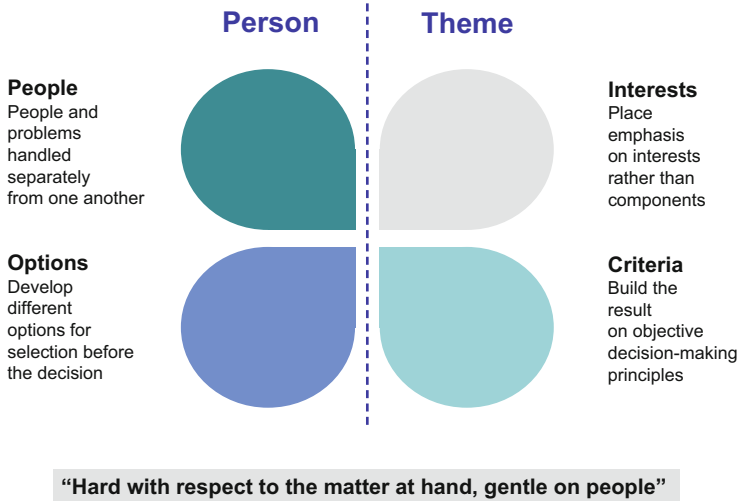 Person
Theme
People
People and
problems
handled
separately
from one another
Interests
Place
emphasis
on interests
rather than
components
Options
Develop
different
options for
selection before
the decision
Criteria
Build the
result
on objective
decision-making
principles
“Hard with respect to the matter at hand, gentle on people”